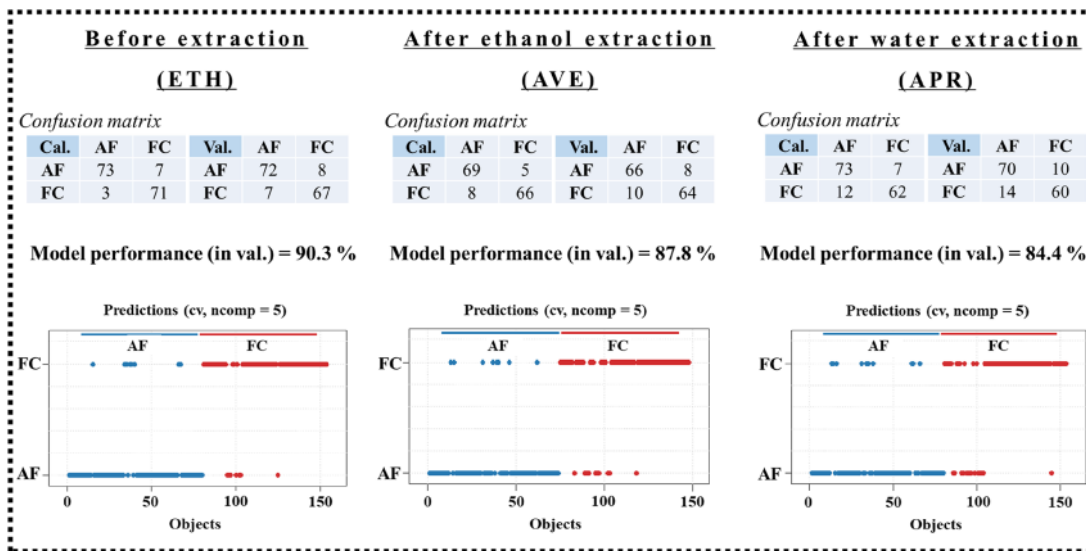 Before extraction
(ETH)
Confusion matrix
Cal. AF FC Val. AF FC
AF 73 7 AF 72 8
FC 3 71 FC 7 67
Model performance (in val.) = 90.3 %
Predictions (cv, ncomp = 5)
AF FC
FC
AF
0 50 100 150
Objects
After ethanol extraction
(AVE)
Confusion matrix
Cal. AF FC Val. AF FC
AF 69 5 AF 66 8
FC 8 66 FC 10 64
Model performance (in val.) = 87.8 %
Predictions (cv, ncomp = 5)
AF FC
FC
AF
0 50 100 150
Objects
After water extraction
(APR)
Confusion matrix
Cal. AF FC Val. AF FC
AF 73 7 AF 70 10
FC 12 62 FC 14 60
Model performance (in val.) = 84.4 %
Predictions (cv, ncomp = 5)
AF FC
FC
AF
0 50 100 150
Objects